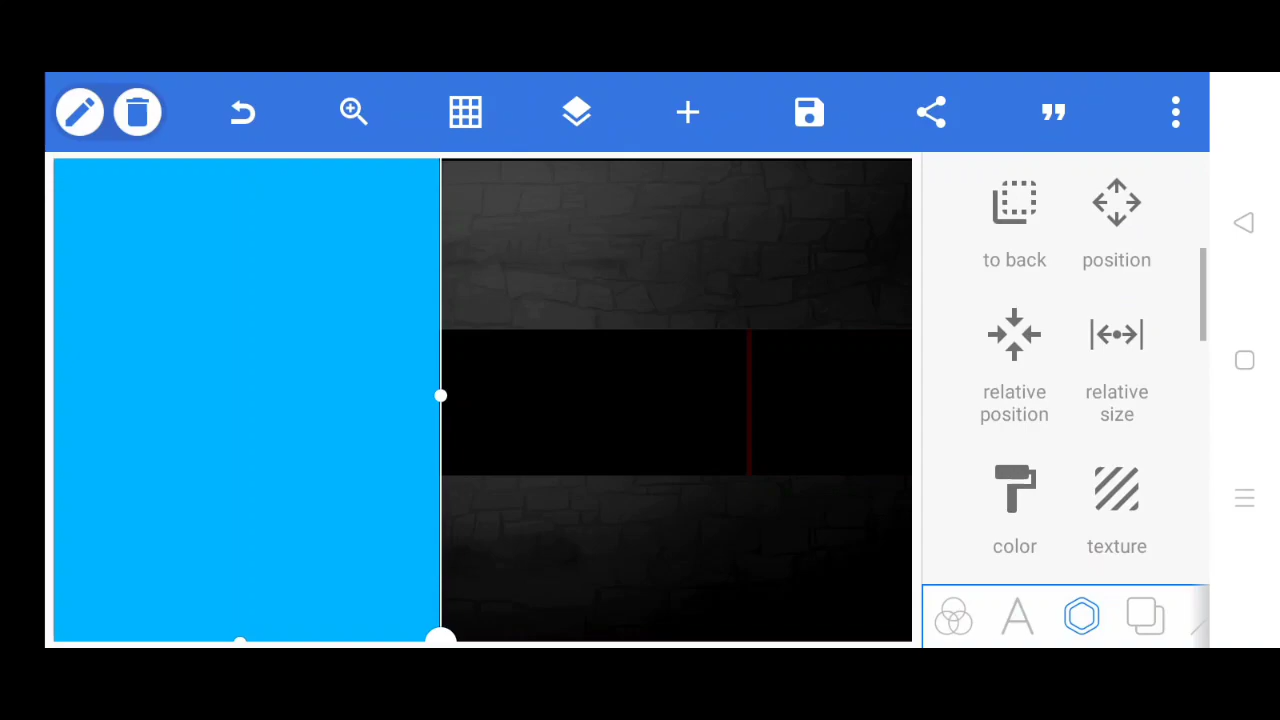 to back
position
relative
position
relative
size
color
texture